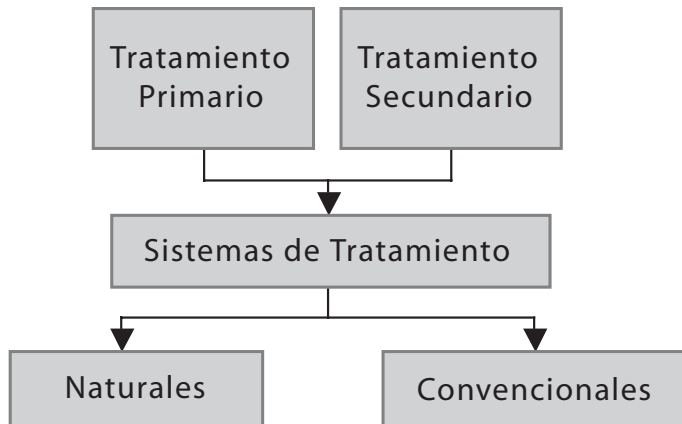 Tratamiento
Primario
Tratamiento
Secundario
Sistemas de Tratamiento
Naturales
Convencionales